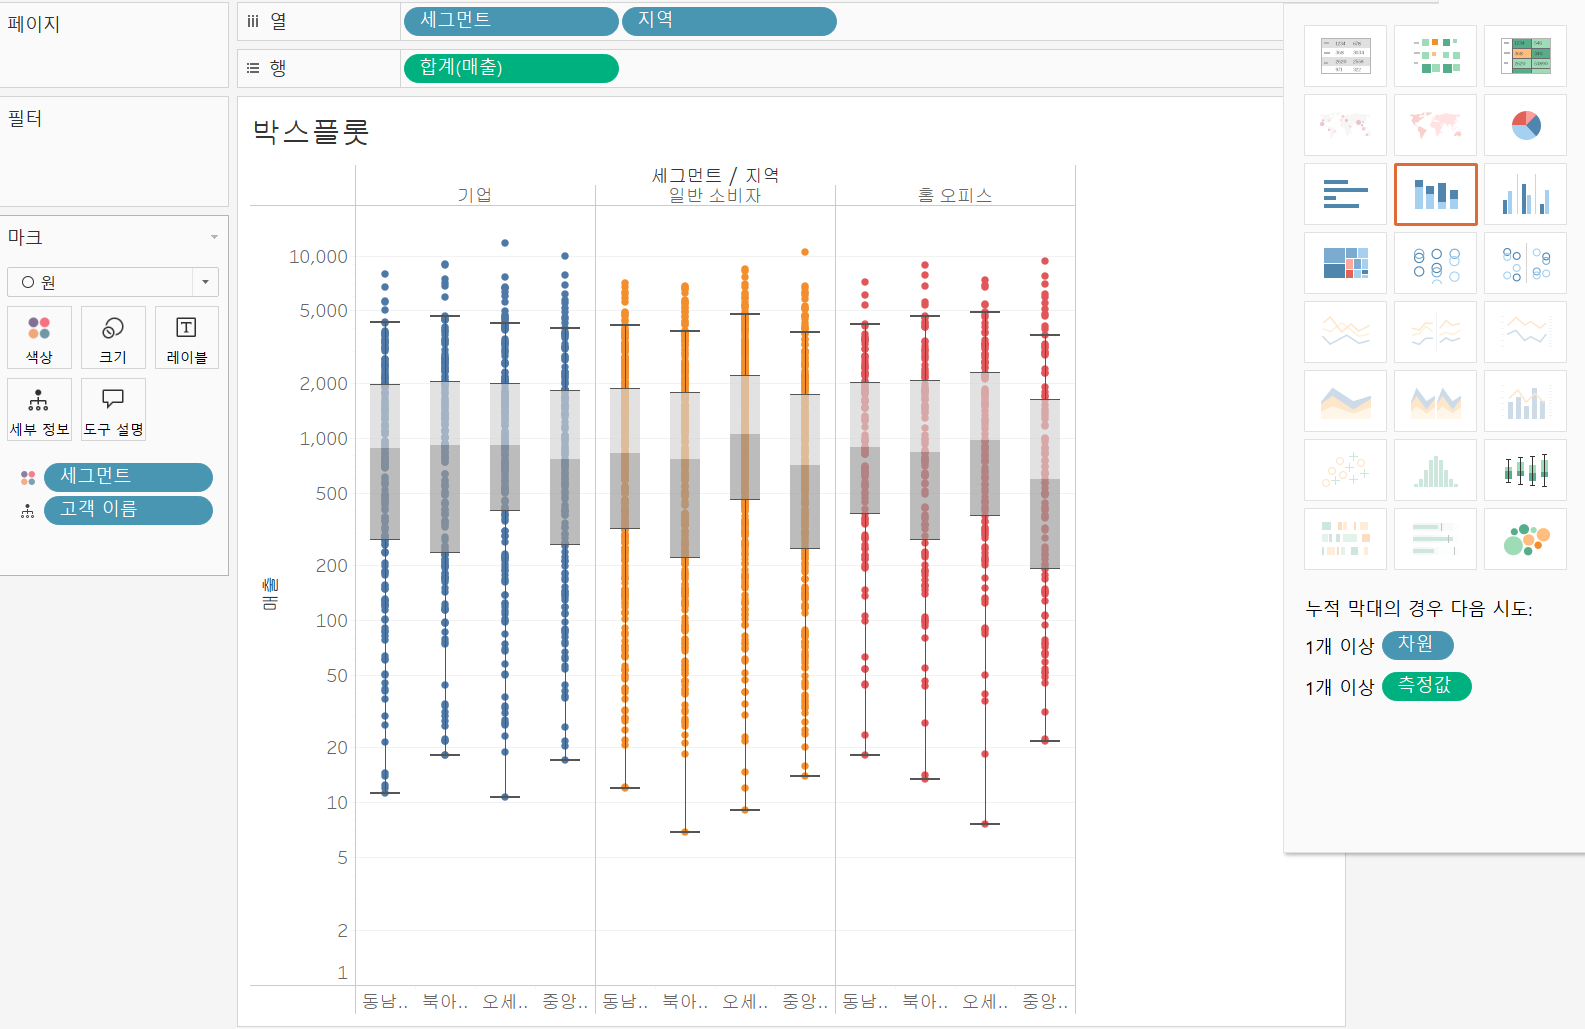 페이지
필터
마크
원
색상
크기
레이블
세부 정보
도구 설명
세그먼트
고객 이름
열
세그먼트
지역
행
합계(매출)
박스플롯
세그먼트 / 지역
기업
일반 소비자
홈 오피스
매출
10,000
5,000
2,000
1,000
500
200
100
50
20
10
5
2
1
동남..
북아..
오세..
중앙..
동남..
북아..
오세..
중앙..
동남..
북아..
오세..
중앙..
누적 막대의 경우 다음 시도:
1개 이상 차원
1개 이상 측정값